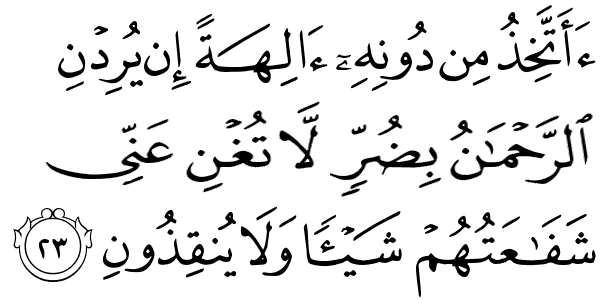 ءَأَتَّخِذُ مِن دُونِهِۦٓ ءَالِهَةً إِن يُرِدْنِ
ٱلرَّحْمَـٰنُ بِضُرٍّ لَّا تُغْنِ عَنِّى
شَفَـٰعَتُهُمْ شَيْـًٔا وَلَا يُنقِذُونِ ٢٣